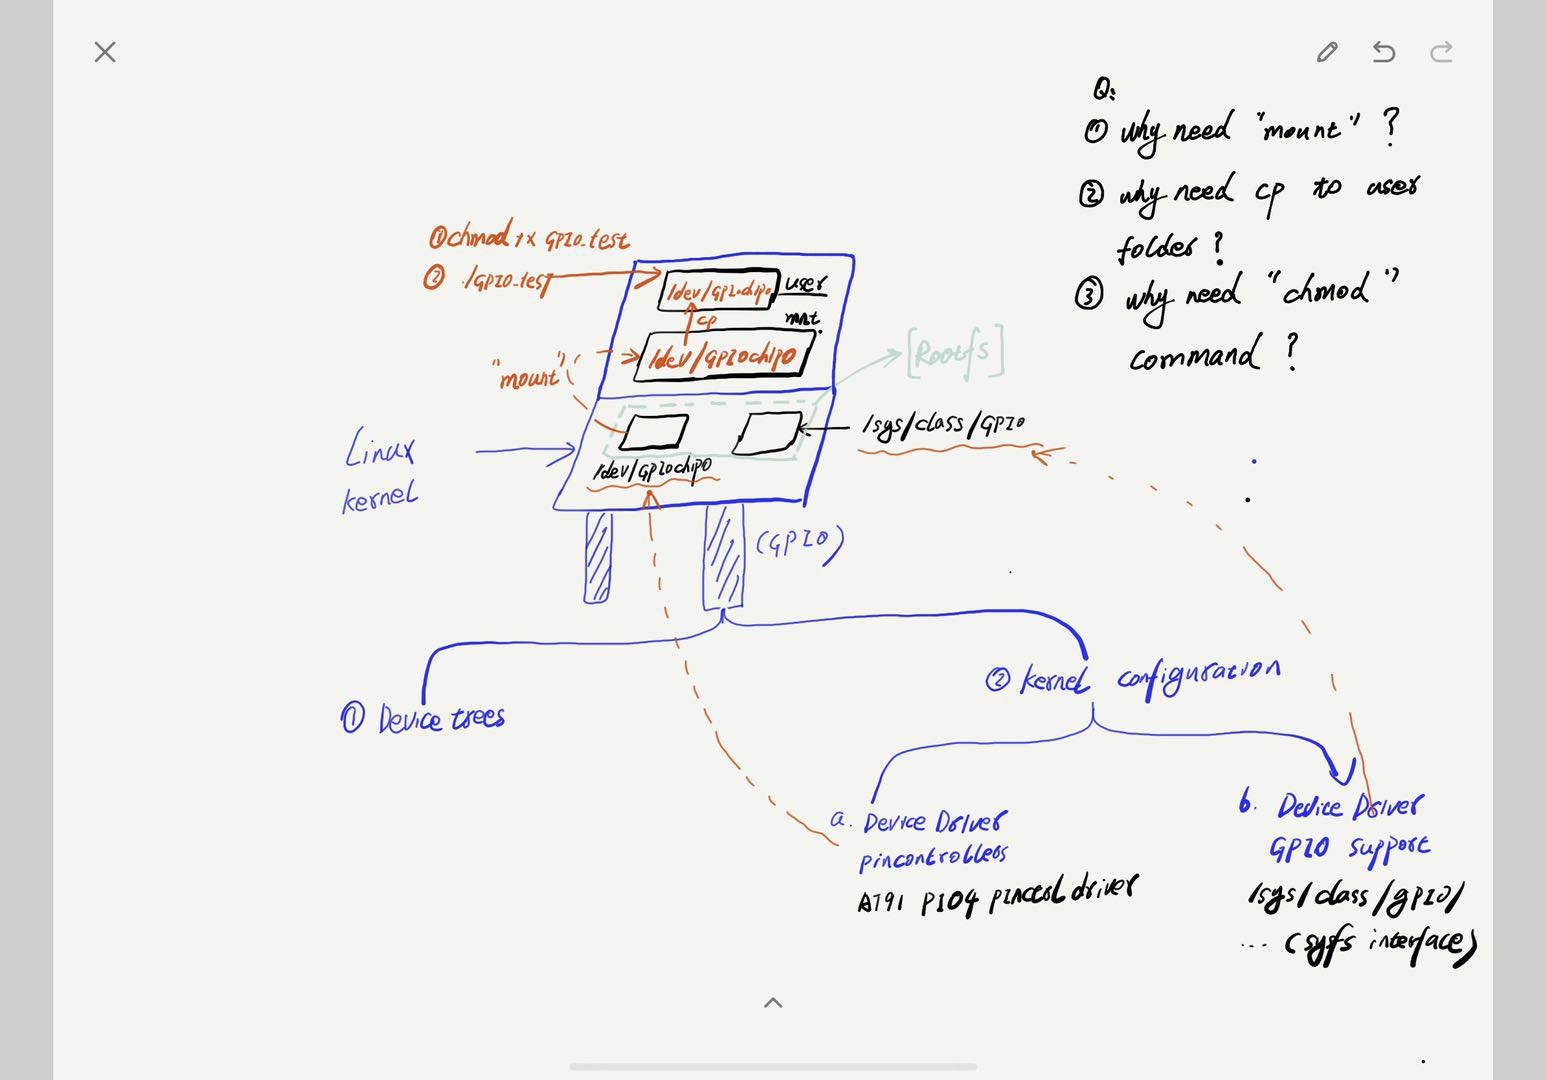 Q:
① why need "mount" ?
② why need cp to user
folder ?
③ why need "chmod"
command ?
① chmod +x GPIO_test
② ./GPIO_test
/dev/GPIOchip0
user
cp
mnt
/dev/GPIOchip0
"mount"
[Rootfs]
/sys/class/GPIO
/dev/GPIOchip0
Linux
kernel
(GPIO)
① Device trees
② kernel configuration
a. Device Driver
pincontrollers
AT91 PIO4 pinctrl driver
b. Device Driver
GPIO support
/sys/class/gpio/
... (sysfs interface)